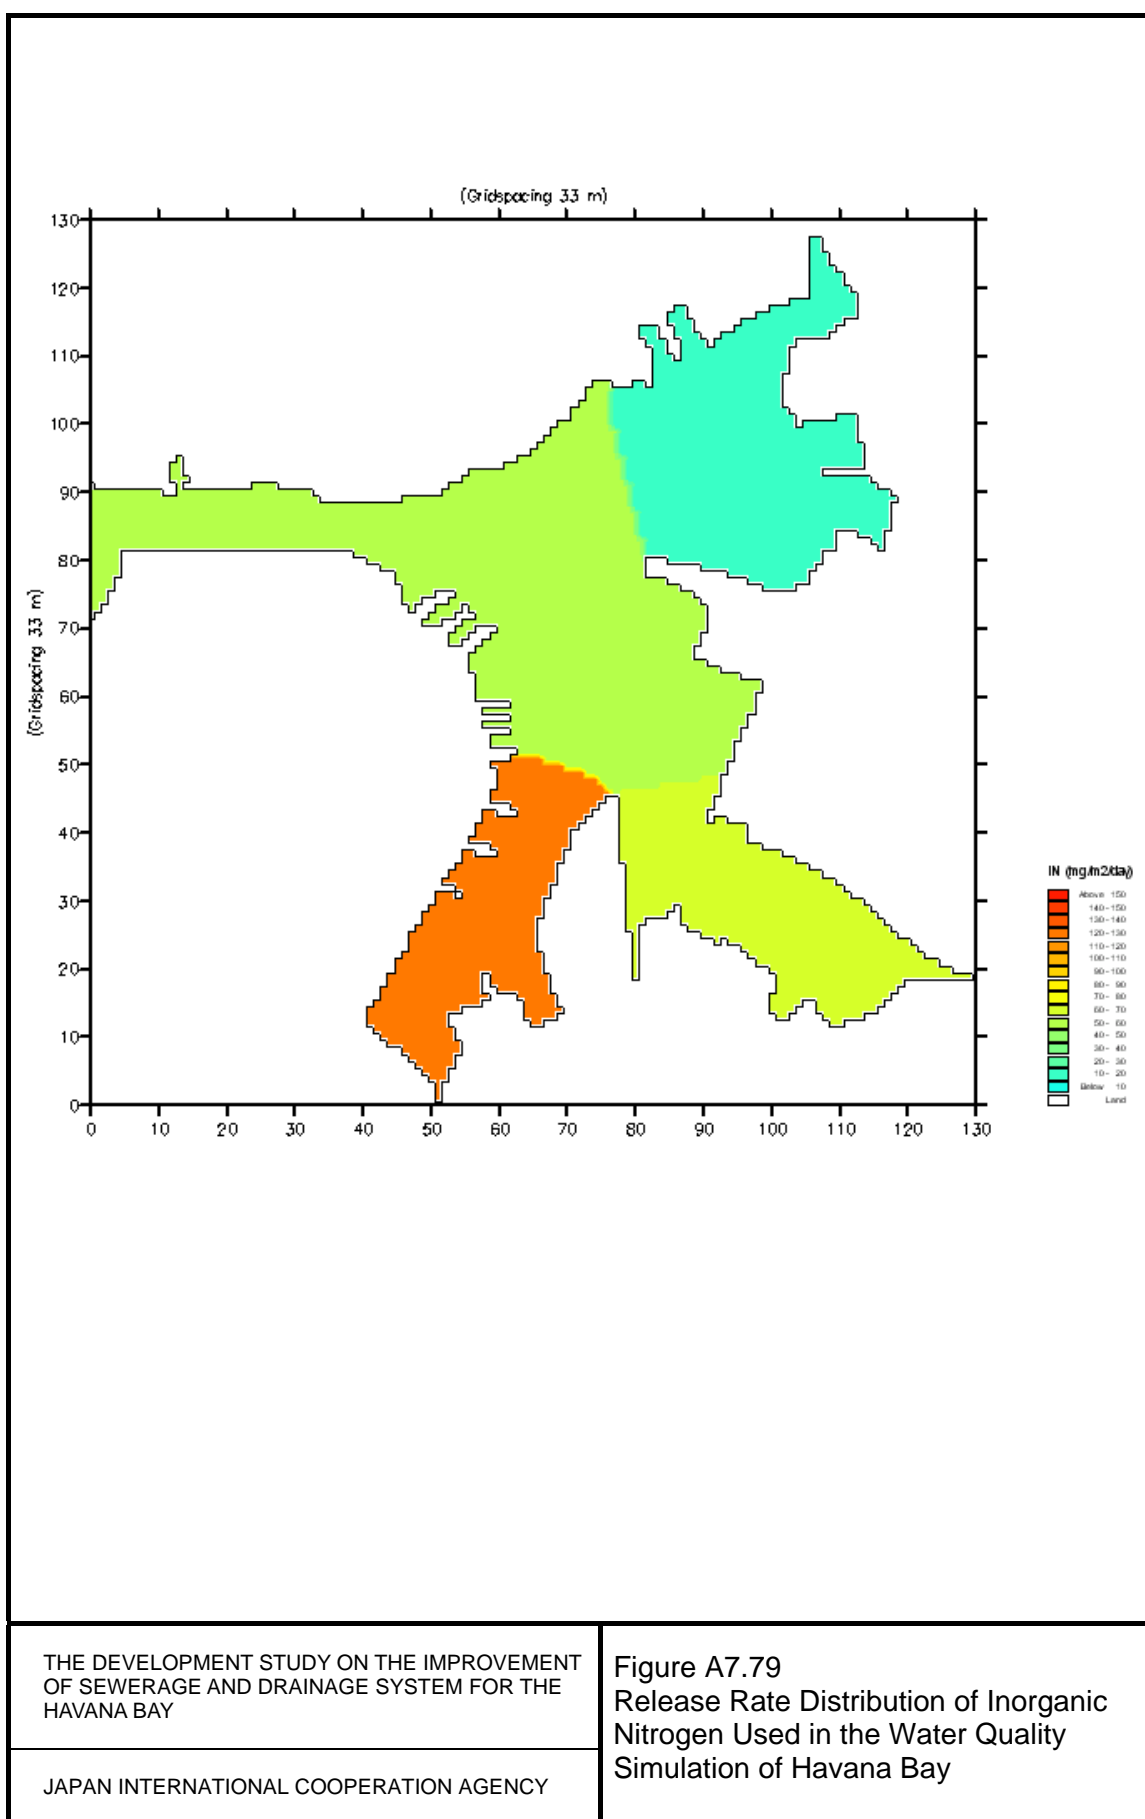 (Gridspacing 33 m)
130
120
110
100
90
80
70
60
50
40
30
20
10
0
(Gridspacing 33 m)
0 10 20 30 40 50 60 70 80 90 100 110 120 130
IN (mg/m2/day)
Above 150
140-150
130-140
120-130
110-120
100-110
90-100
80- 90
70- 80
60- 70
50- 60
40- 50
30- 40
20- 30
10- 20
Below 10
Land
THE DEVELOPMENT STUDY ON THE IMPROVEMENT
OF SEWERAGE AND DRAINAGE SYSTEM FOR THE
HAVANA BAY
JAPAN INTERNATIONAL COOPERATION AGENCY
Figure A7.79
Release Rate Distribution of Inorganic
Nitrogen Used in the Water Quality
Simulation of Havana Bay